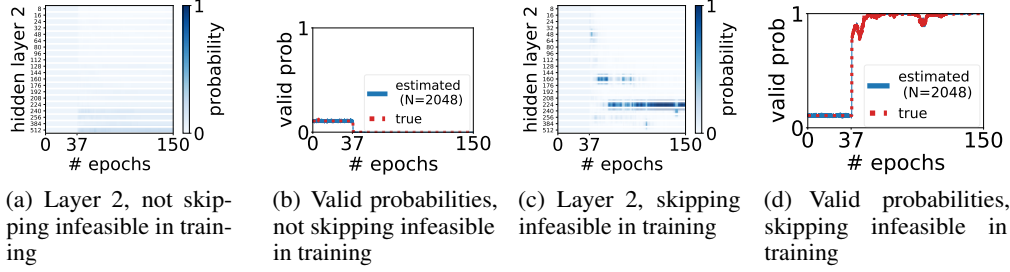 hidden layer 2
8
16
24
32
40
48
56
64
80
96
112
128
144
160
176
192
208
224
240
256
384
512
0 37 150
# epochs
1
0
probability
valid prob
1
0
estimated
(N=2048)
true
0 37 150
# epochs
hidden layer 2
8
16
24
32
40
48
56
64
80
96
112
128
144
160
176
192
208
224
240
256
384
512
0 37 150
# epochs
1
0
probability
valid prob
1
0
estimated
(N=2048)
true
0 37 150
# epochs
(a) Layer 2, not skip-
ping infeasible in train-
ing
(b) Valid probabilities,
not skipping infeasible
in training
(c) Layer 2, skipping
infeasible in training
(d) Valid probabilities,
skipping infeasible in
training